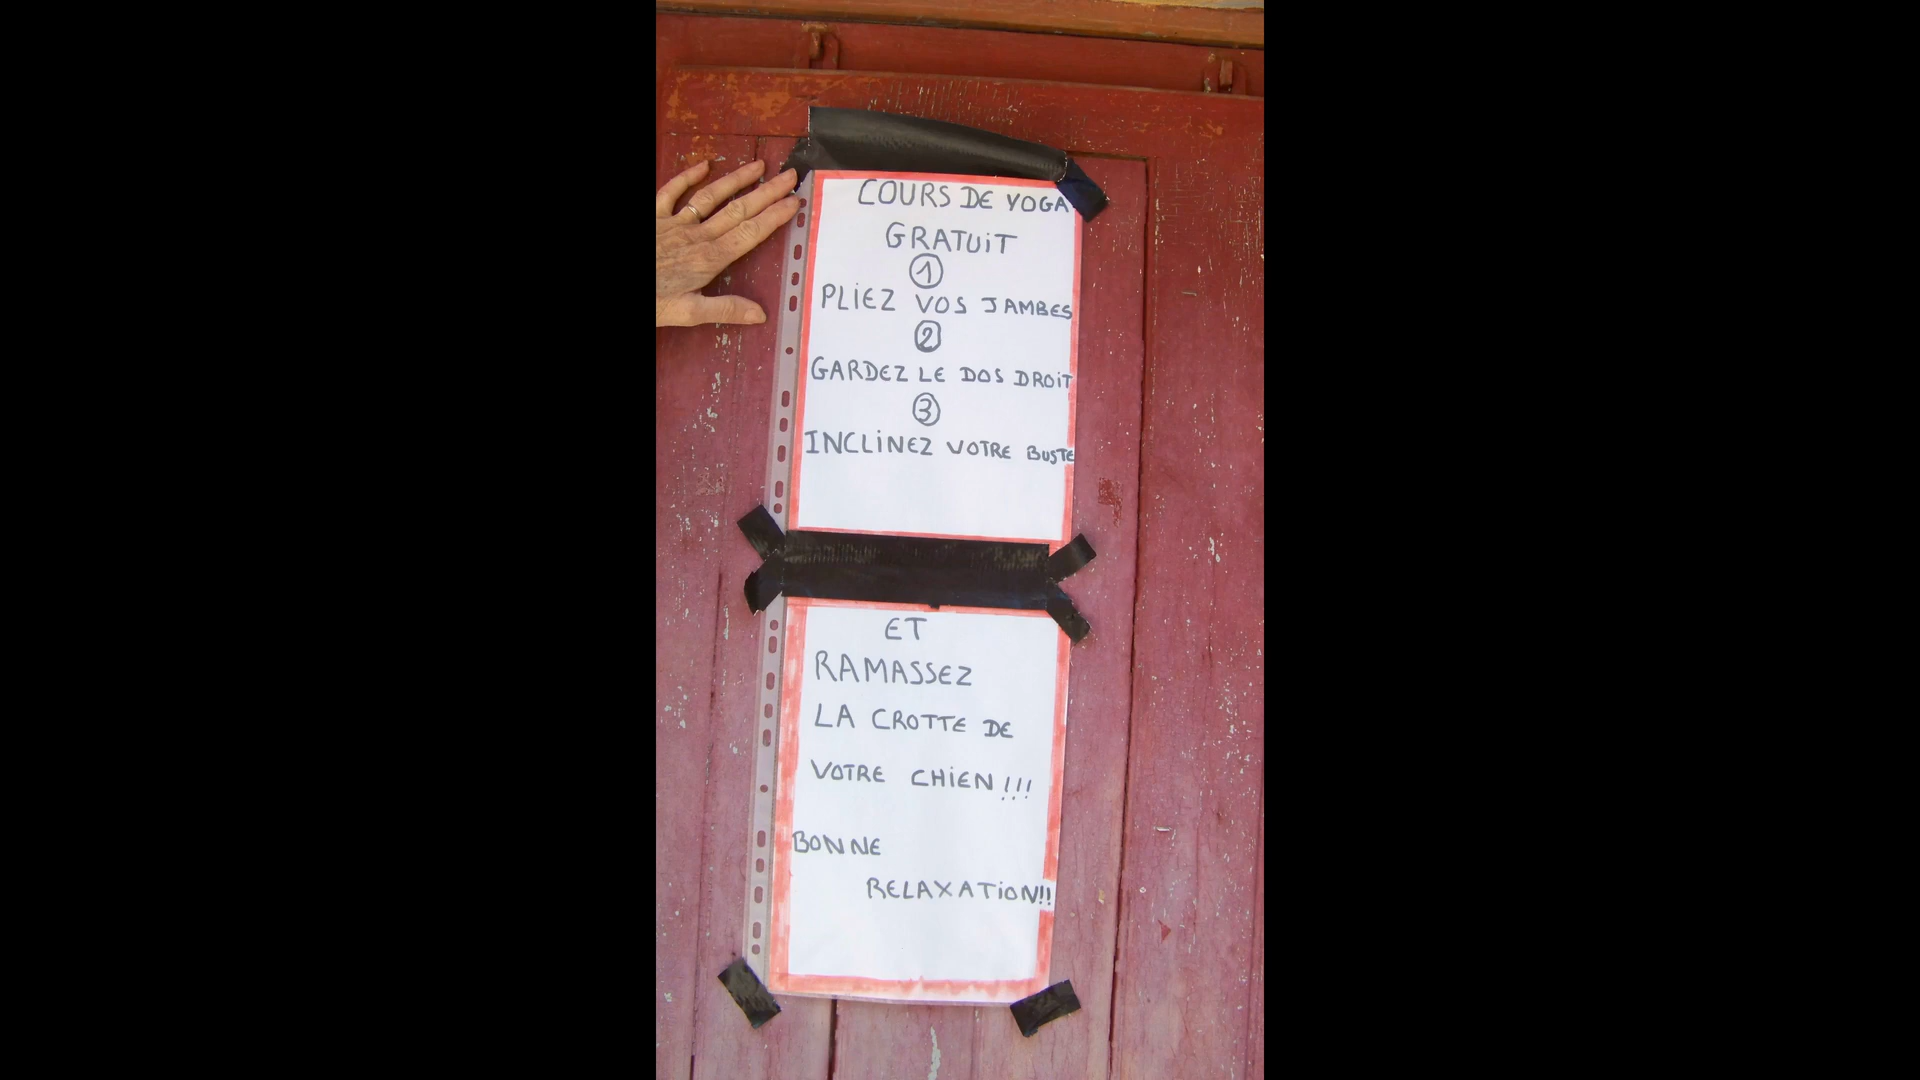 COURS DE YOGA
GRATUIT
1
PLIEZ VOS JAMBES
2
GARDEZ LE DOS DROIT
3
INCLINEZ VOTRE BUSTE
ET
RAMASSEZ
LA CROTTE DE
VOTRE CHIEN!!!
BONNE
RELAXATION!!